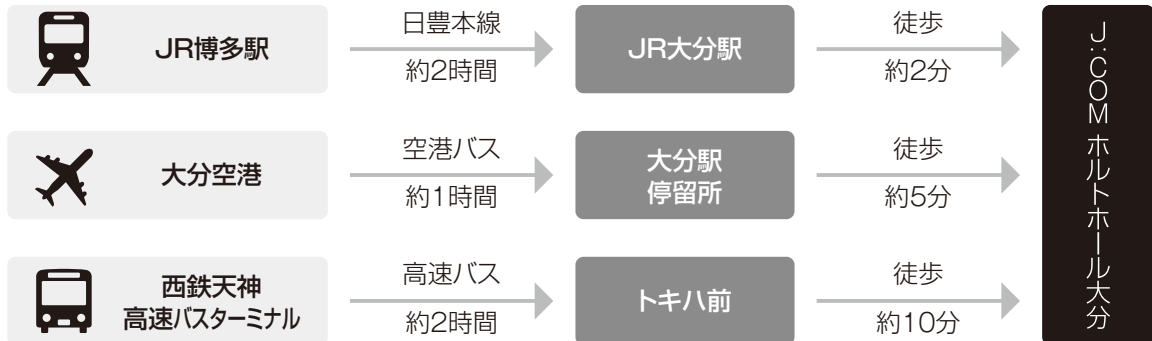 JR博多駅
日豊本線
約2時間
JR大分駅
徒歩
約2分
大分空港
空港バス
約1時間
大分駅
停留所
徒歩
約5分
西鉄天神
高速バスターミナル
高速バス
約2時間
トキハ前
徒歩
約10分
J:COM ホルトホール大分